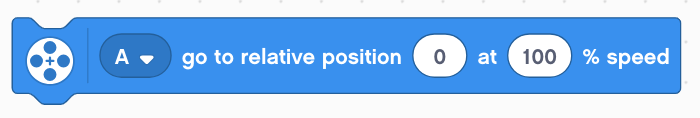 A go to relative position 0 at 100 % speed